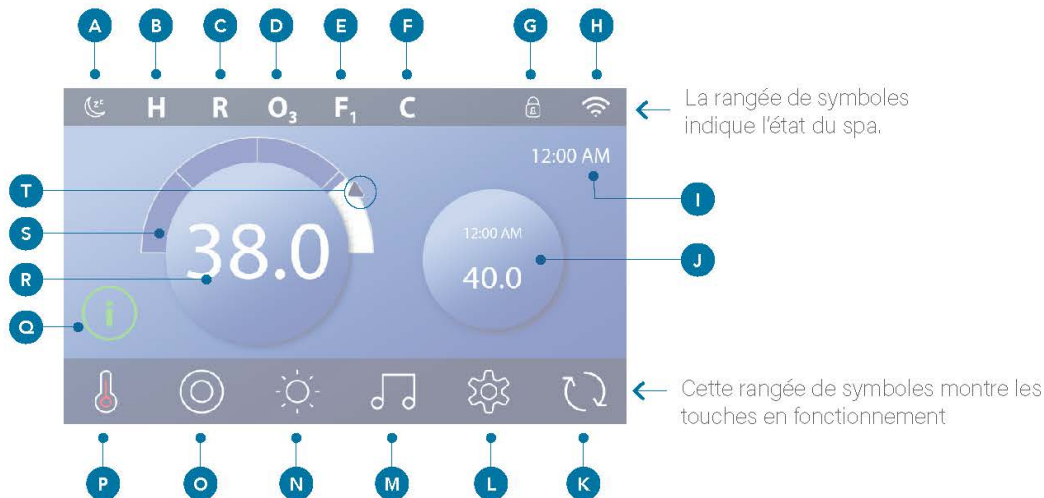 A B C D E F G H
zzz H R O₃ F₁ C
La rangée de symboles
indique l'état du spa.
12:00 AM
I
T
S
R
38.0
12:00 AM
40.0
J
Q
i
Cette rangée de symboles montre les
touches en fonctionnement
P O N M L K